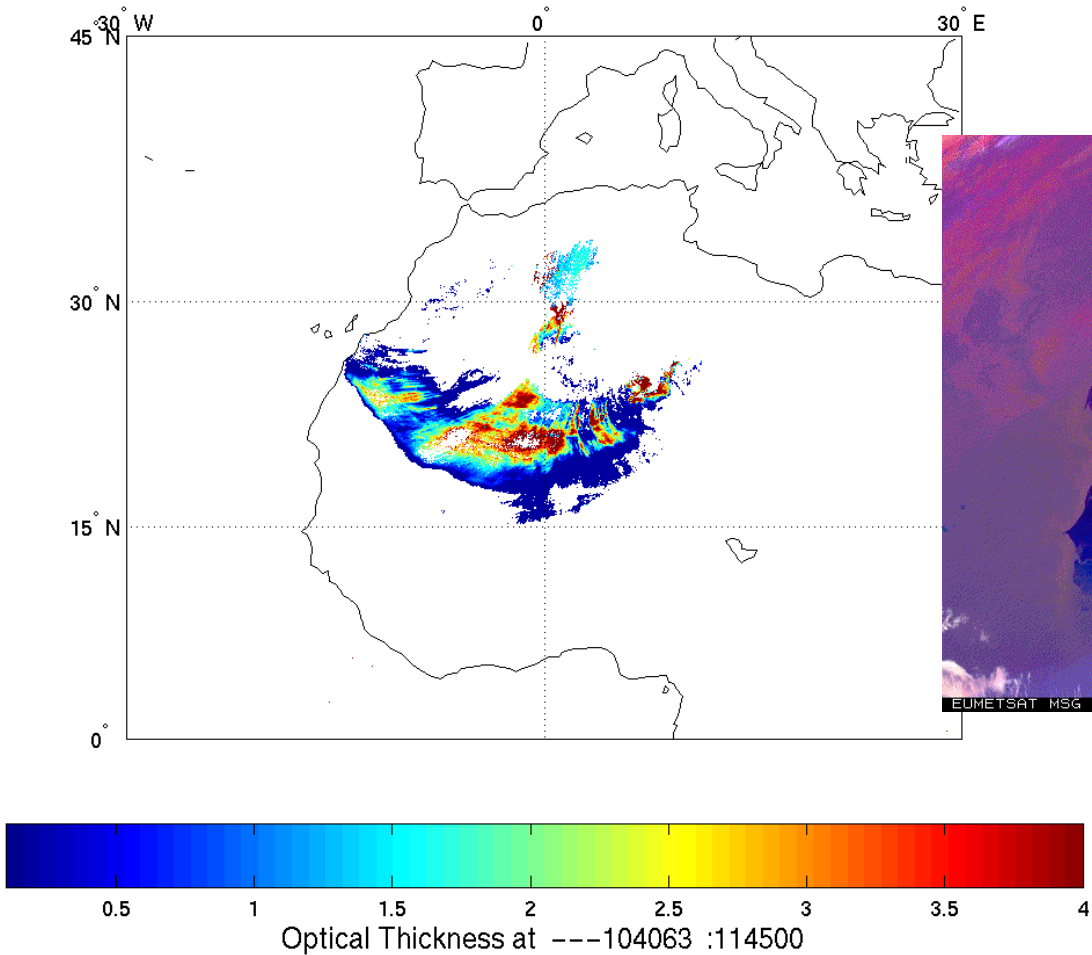 30° W 0° 30° E
45° N
30° N
15° N
0°
EUMETSAT MSG
0.5 1 1.5 2 2.5 3 3.5 4
Optical Thickness at ---104063 :114500